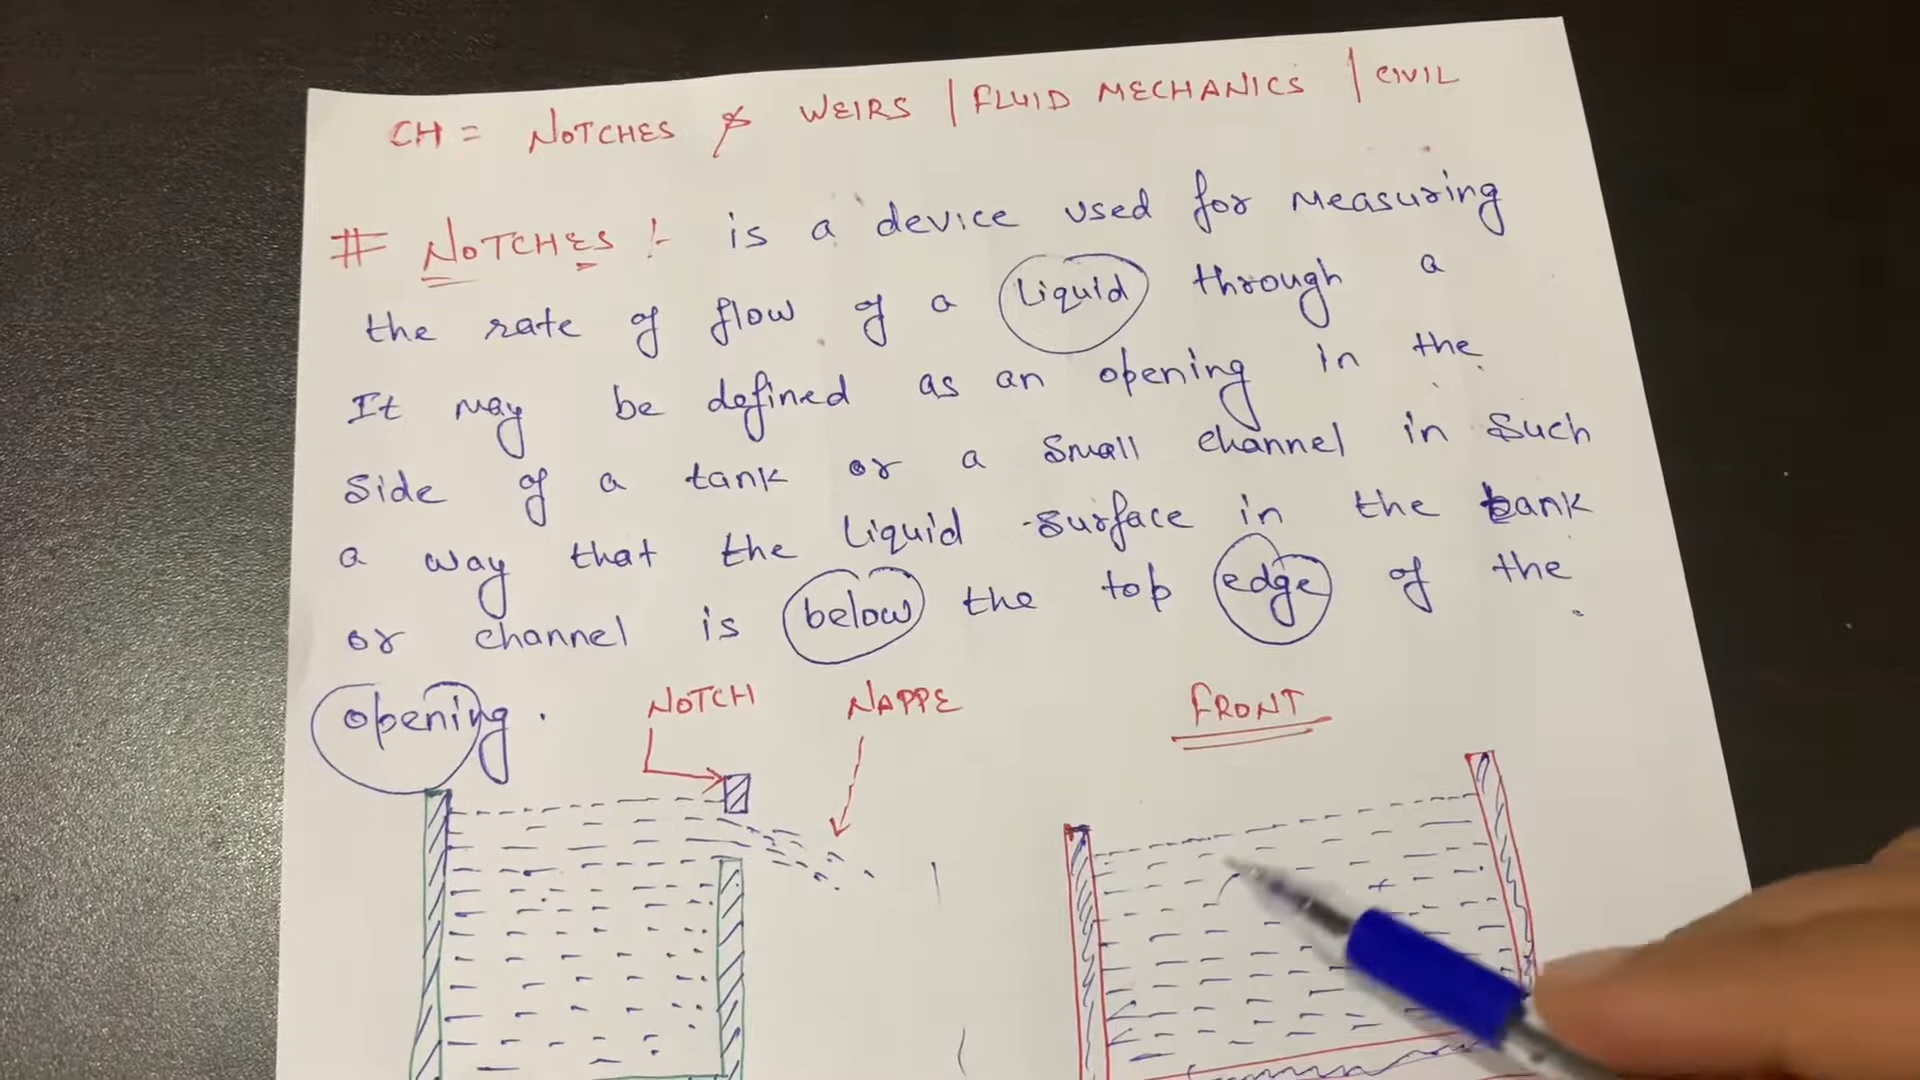 CH = NOTCHES & WEIRS | FLUID MECHANICS | CIVIL
# NOTCHES :- is a device used for measuring
the rate of flow of a liquid through a
It may be defined as an opening in the
side of a tank or a small channel in such
a way that the liquid surface in the tank
or channel is below the top edge of the
opening.
NOTCH NAPPE FRONT